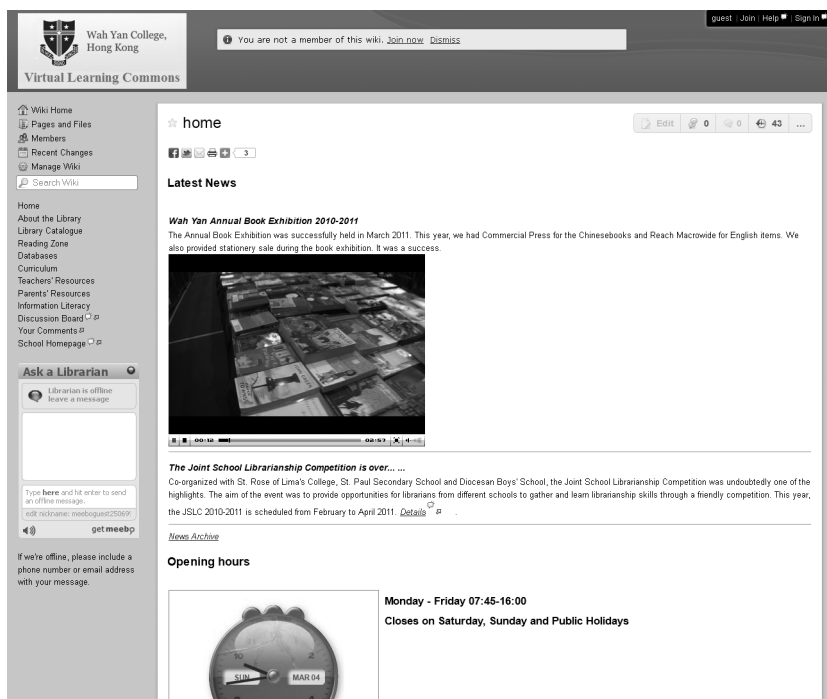 guest | Join | Help | Sign In
Wah Yan College,
Hong Kong
Virtual Learning Commons
You are not a member of this wiki. Join now Dismiss
Wiki Home
Pages and Files
Members
Recent Changes
Manage Wiki
Search Wiki
Home
About the Library
Library Catalogue
Reading Zone
Databases
Curriculum
Teachers' Resources
Parents' Resources
Information Literacy
Discussion Board
Your Comments
School Homepage
Ask a Librarian
Librarian is offline
leave a message
Type here and hit enter to send
an offline message.
edit nickname: meeboguest25069
get meebo
If we're offline, please include a
phone number or email address
with your message.
home
Edit 0 0 43 ...
3
Latest News
Wah Yan Annual Book Exhibition 2010-2011
The Annual Book Exhibition was successfully held in March 2011. This year, we had Commercial Press for the Chinesebooks and Reach Macrowide for English items. We
also provided stationery sale during the book exhibition. It was a success.
00:12 02:57
The Joint School Librarianship Competition is over... ...
Co-organized with St. Rose of Lima's College, St. Paul Secondary School and Diocesan Boys' School, the Joint School Librarianship Competition was undoubtedly one of the
highlights. The aim of the event was to provide opportunities for librarians from different schools to gather and learn librarianship skills through a friendly competition. This year,
the JSLC 2010-2011 is scheduled from February to April 2011. Details .
News Archive
Opening hours
10 2
SUN MAR 04
Monday - Friday 07:45-16:00
Closes on Saturday, Sunday and Public Holidays